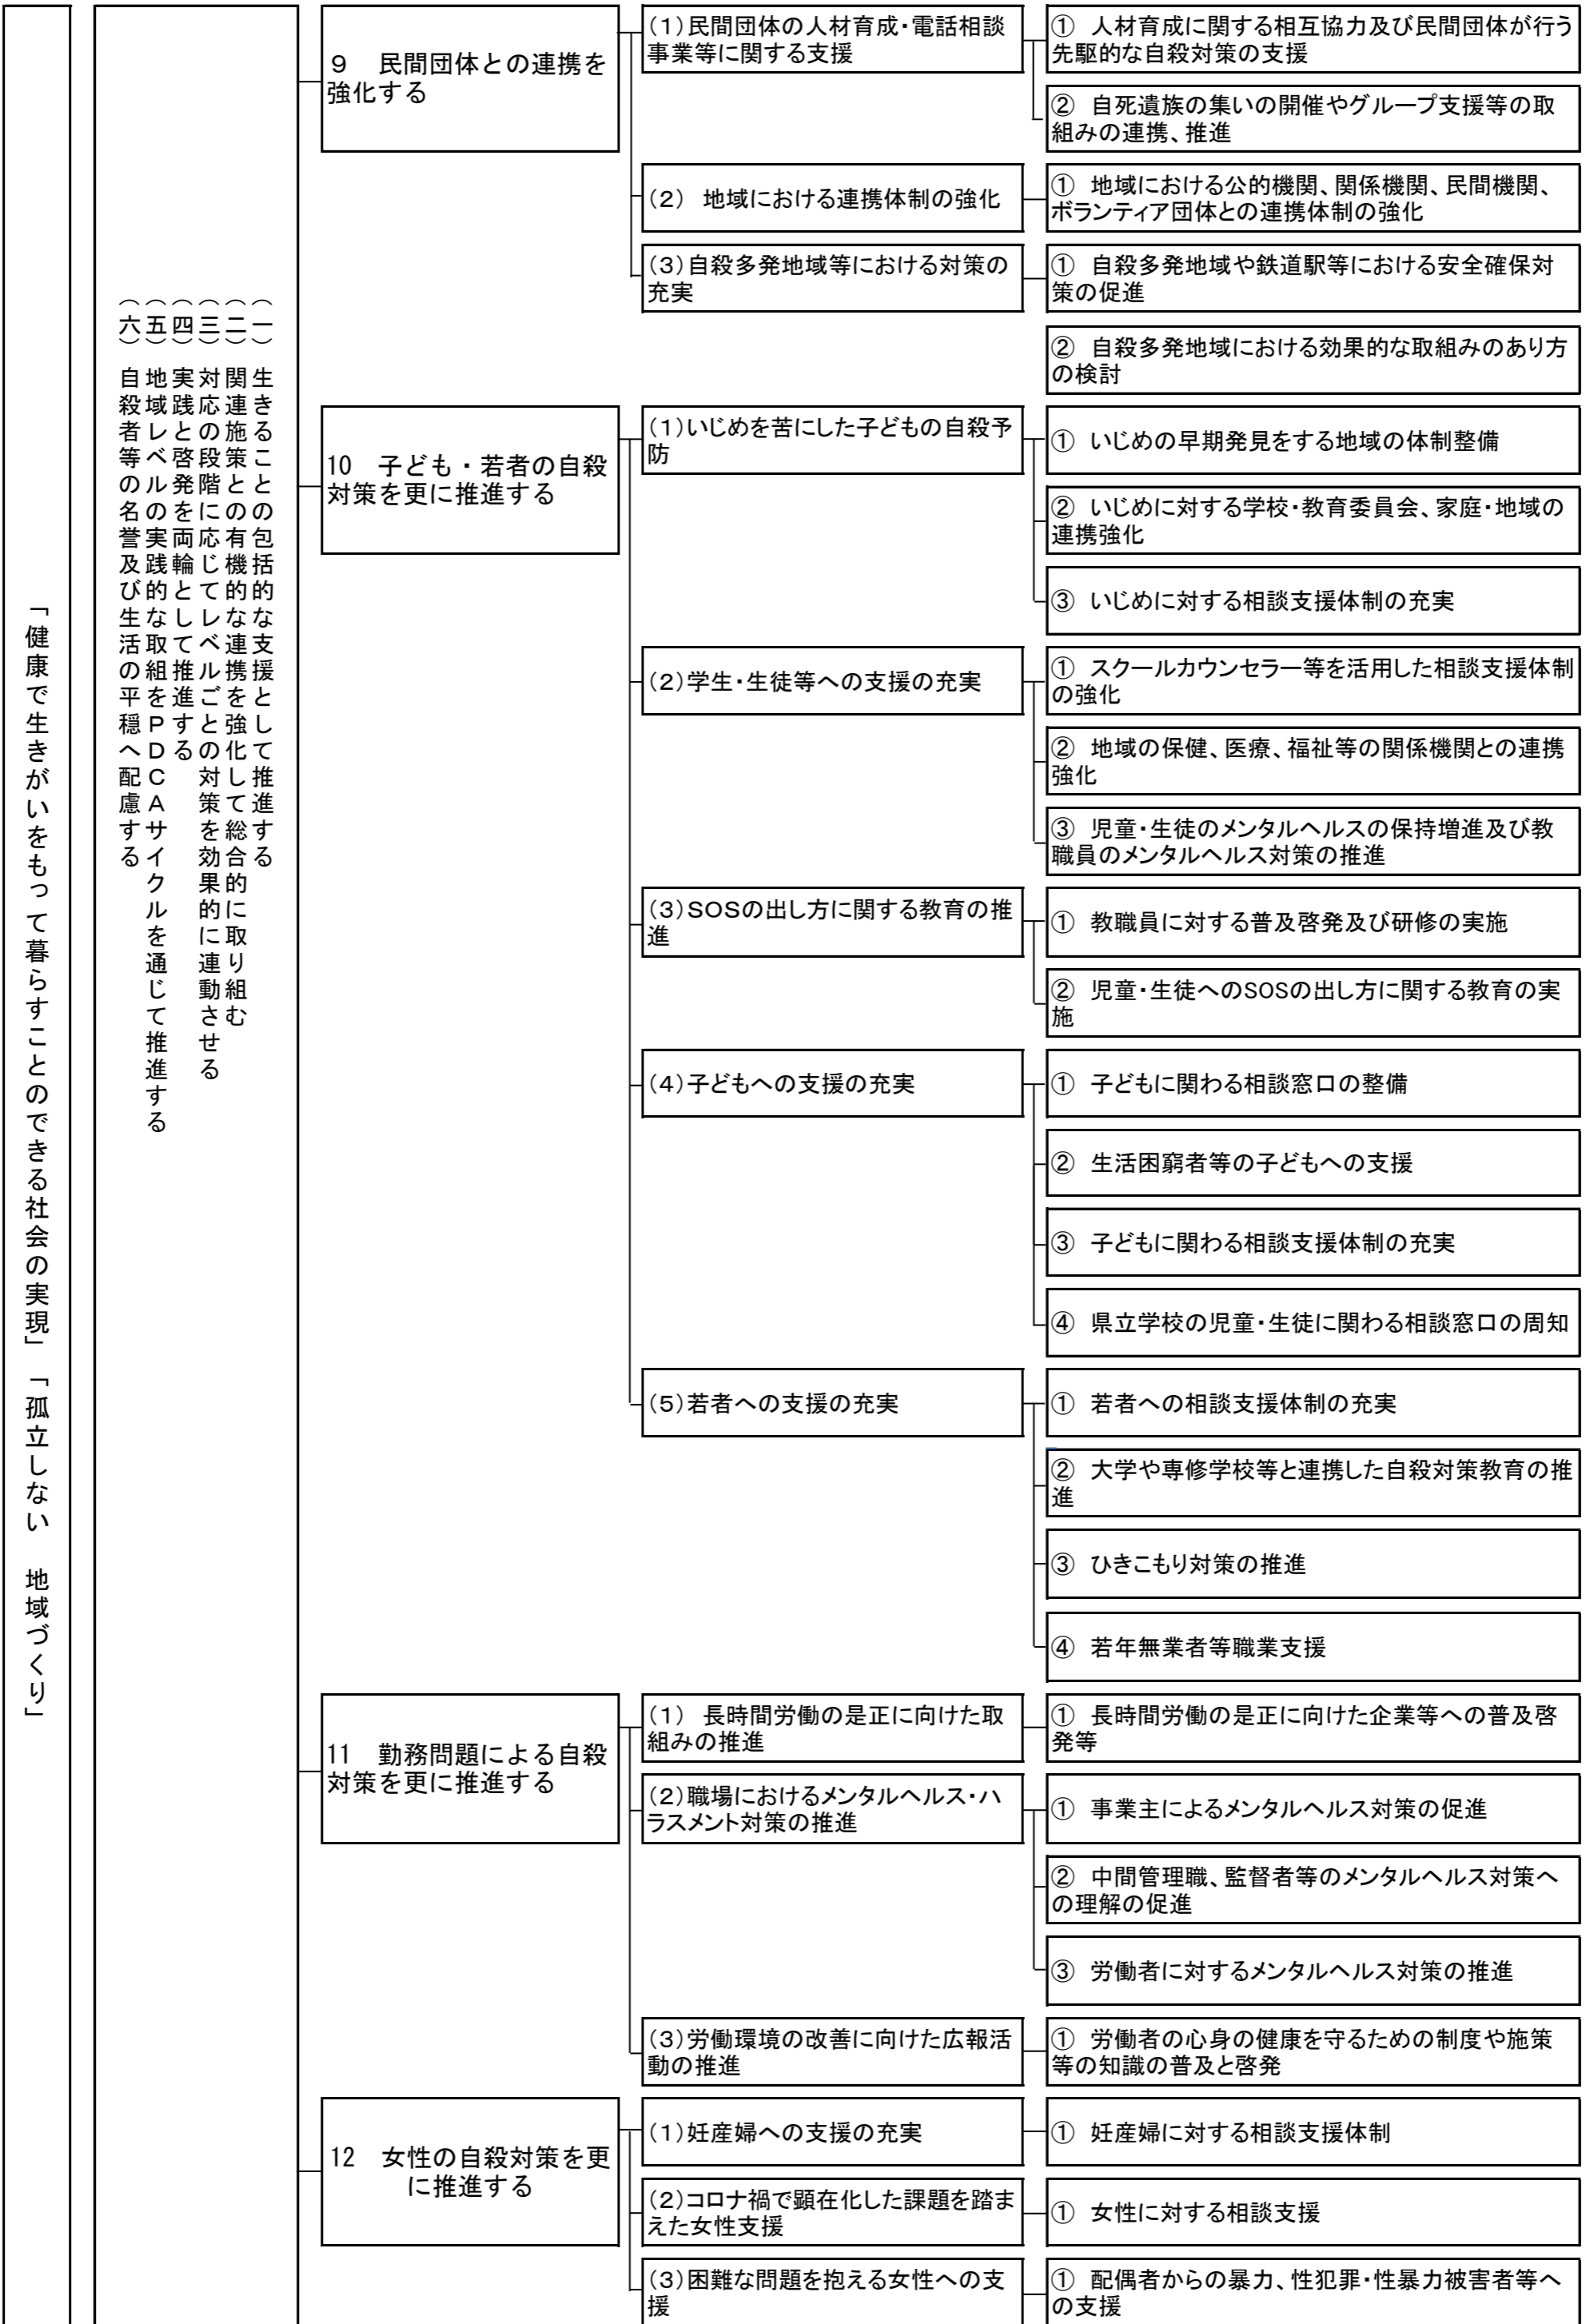 「健康で生きがいをもって暮らすことのできる社会の実現」「孤立しない　地域づくり」
（一）生きることの包括的な支援として推進する
（二）関連施策との有機的な連携を強化して総合的に取り組む
（三）対応の段階に応じてレベルごとの対策を効果的に連動させる
（四）実践と啓発を両輪として推進する
（五）地域レベルの実践的な取組をＰＤＣＡサイクルを通じて推進する
（六）自殺者等の名誉及び生活の平穏へ配慮する
９　民間団体との連携を
強化する
（１）民間団体の人材育成・電話相談
事業等に関する支援
①　人材育成に関する相互協力及び民間団体が行う
先駆的な自殺対策の支援
②　自死遺族の集いの開催やグループ支援等の取
組みの連携、推進
（２）　地域における連携体制の強化
①　地域における公的機関、関係機関、民間機関、
ボランティア団体との連携体制の強化
（３）自殺多発地域等における対策の
充実
①　自殺多発地域や鉄道駅等における安全確保対
策の促進
②　自殺多発地域における効果的な取組みのあり方
の検討
10　子ども・若者の自殺
対策を更に推進する
（１）いじめを苦にした子どもの自殺予
防
①　いじめの早期発見をする地域の体制整備
②　いじめに対する学校・教育委員会、家庭・地域の
連携強化
③　いじめに対する相談支援体制の充実
（２）学生・生徒等への支援の充実
①　スクールカウンセラー等を活用した相談支援体制
の強化
②　地域の保健、医療、福祉等の関係機関との連携
強化
③　児童・生徒のメンタルヘルスの保持増進及び教
職員のメンタルヘルス対策の推進
（３）ＳＯＳの出し方に関する教育の推
進
①　教職員に対する普及啓発及び研修の実施
②　児童・生徒へのSOSの出し方に関する教育の実
施
（４）子どもへの支援の充実
①　子どもに関わる相談窓口の整備
②　生活困窮者等の子どもへの支援
③　子どもに関わる相談支援体制の充実
④　県立学校の児童・生徒に関わる相談窓口の周知
（５）若者への支援の充実
①　若者への相談支援体制の充実
②　大学や専修学校等と連携した自殺対策教育の推
進
③　ひきこもり対策の推進
④　若年無業者等職業支援
11　勤務問題による自殺
対策を更に推進する
（１）　長時間労働の是正に向けた取
組みの推進
①　長時間労働の是正に向けた企業等への普及啓
発等
（２）職場におけるメンタルヘルス・ハ
ラスメント対策の推進
①　事業主によるメンタルヘルス対策の促進
②　中間管理職、監督者等のメンタルヘルス対策へ
の理解の促進
③　労働者に対するメンタルヘルス対策の推進
（３）労働環境の改善に向けた広報活
動の推進
①　労働者の心身の健康を守るための制度や施策
等の知識の普及と啓発
12　女性の自殺対策を更
に推進する
（１）妊産婦への支援の充実
①　妊産婦に対する相談支援体制
（２）コロナ禍で顕在化した課題を踏ま
えた女性支援
①　女性に対する相談支援
（３）困難な問題を抱える女性への支
援
①　配偶者からの暴力、性犯罪・性暴力被害者等へ
の支援